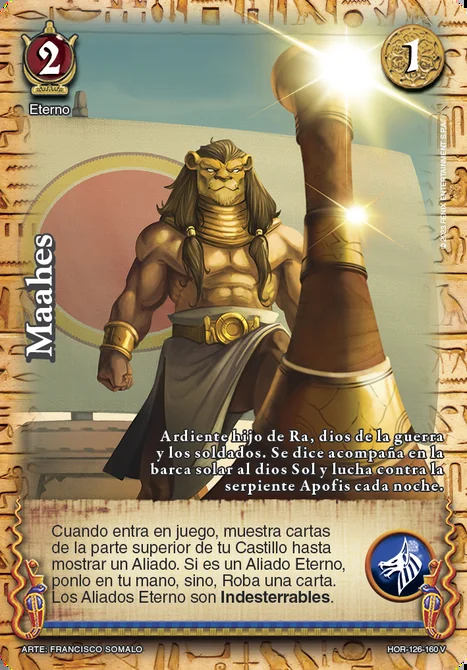 2
1
Eterno
Maahes
©2023 FENIX ENTERTAINMENT S.P.A.
Ardiente hijo de Ra, dios de la guerra
y los soldados. Se dice acompaña en la
barca solar al dios Sol y lucha contra la
serpiente Apofis cada noche.
Cuando entra en juego, muestra cartas
de la parte superior de tu Castillo hasta
mostrar un Aliado. Si es un Aliado Eterno,
ponlo en tu mano, sino, Roba una carta.
Los Aliados Eterno son Indesterrables.
ARTE: FRANCISCO SOMALO
HOR-126-160 V